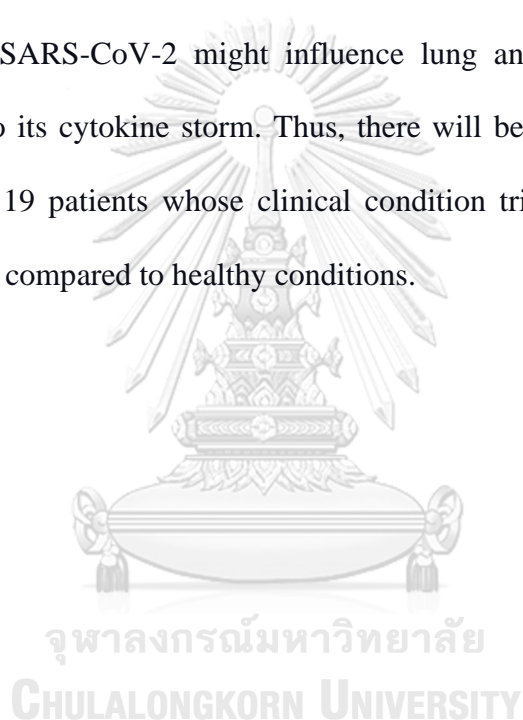 SARS-CoV-2 might influence lung an
o its cytokine storm. Thus, there will be
19 patients whose clinical condition tri
compared to healthy conditions.
จุฬาลงกรณ์มหาวิทยาลัย
CHULALONGKORN UNIVERSITY